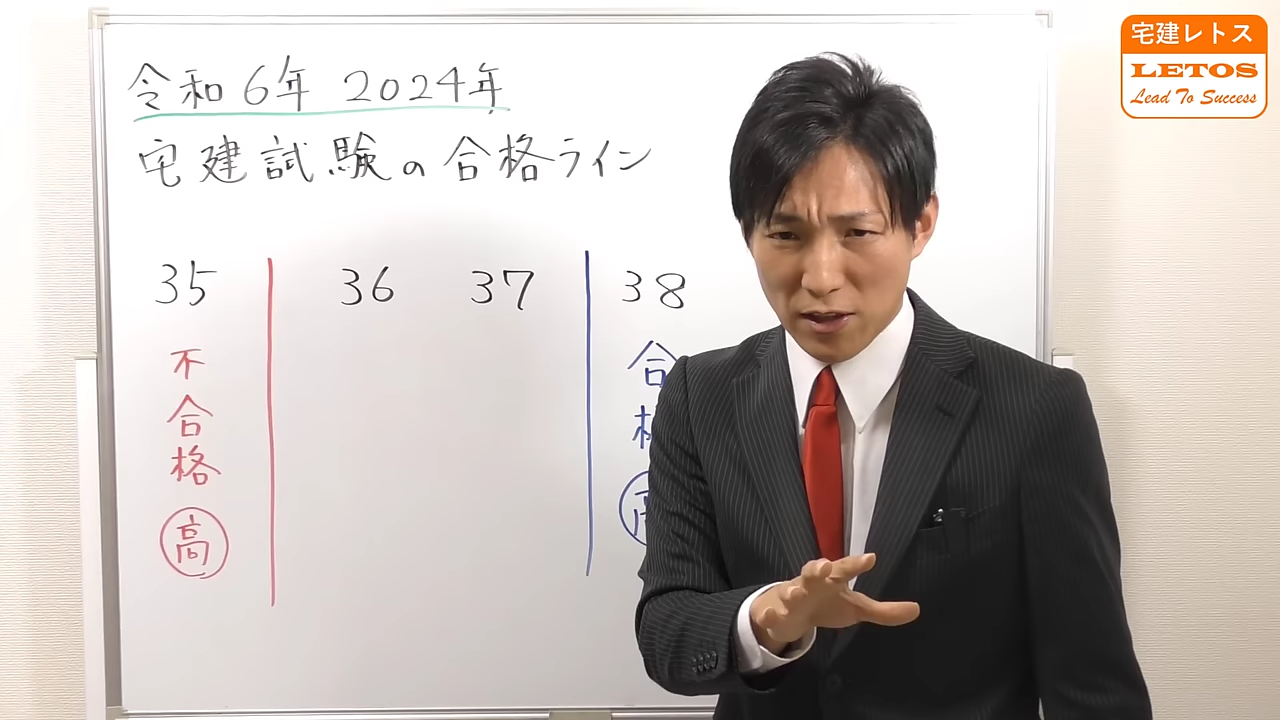 令和6年 2024年
宅建試験の合格ライン
35 36 37 38
不合格
高
合
宅建レトス
LETOS
Lead To Success